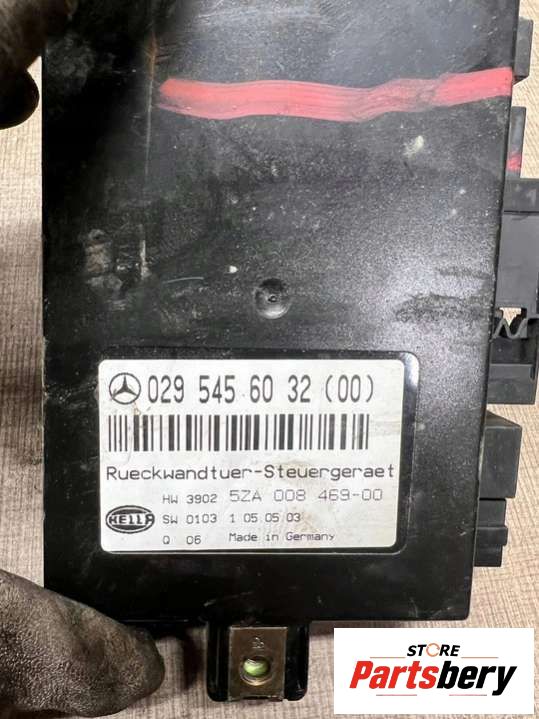 029 545 60 32 (00)
Rueckwandtuer-Steuergeraet
HW 3902 5ZA 008 469-00
HELLA SW 0103 1 05 05 03
Q 06 Made in Germany
STORE
Partsbery